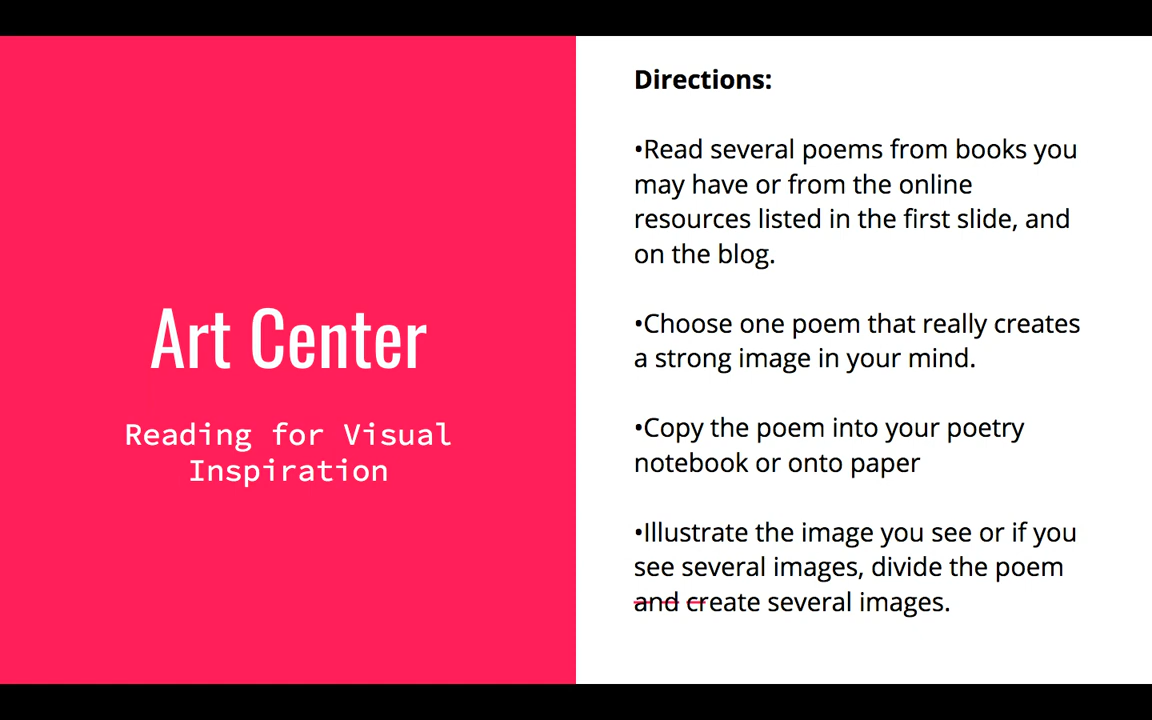 Art Center
Reading for Visual
Inspiration
Directions:
•Read several poems from books you
may have or from the online
resources listed in the first slide, and
on the blog.
•Choose one poem that really creates
a strong image in your mind.
•Copy the poem into your poetry
notebook or onto paper
•Illustrate the image you see or if you
see several images, divide the poem
and create several images.